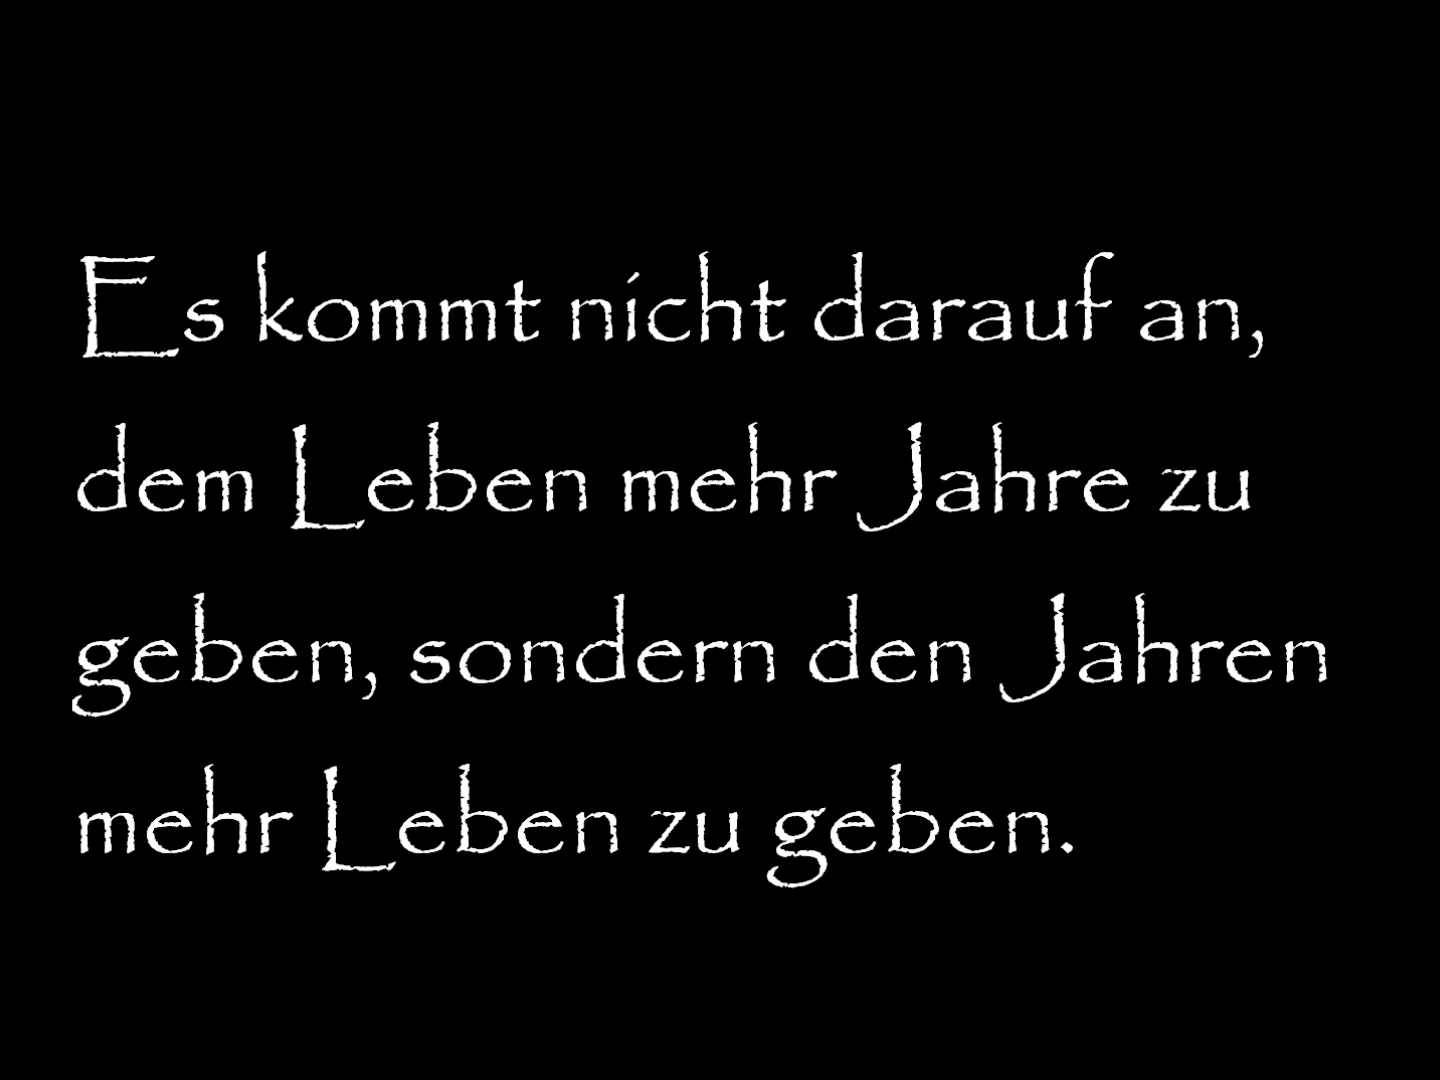 Es kommt nicht darauf an,
dem Leben mehr Jahre zu
geben, sondern den Jahren
mehr Leben zu geben.